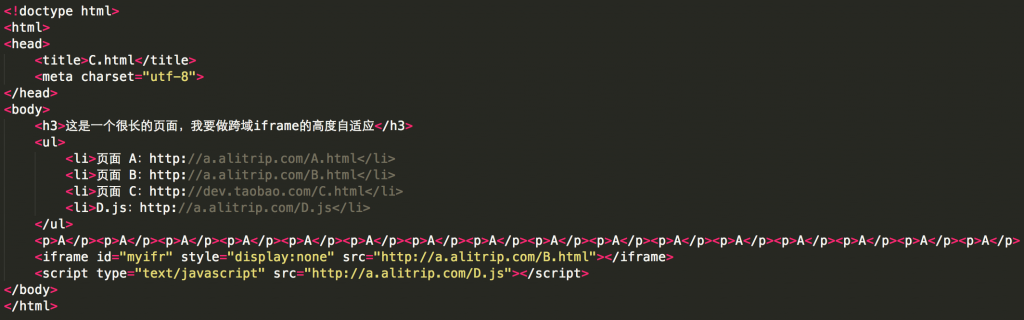 <!doctype html>
<html>
<head>
<title>C.html</title>
<meta charset="utf-8">
</head>
<body>
<h3>这是一个很长的页面，我要做跨域iframe的高度自适应</h3>
<ul>
<li>页面 A：http://a.alitrip.com/A.html</li>
<li>页面 B：http://a.alitrip.com/B.html</li>
<li>页面 C：http://dev.taobao.com/C.html</li>
<li>D.js：http://a.alitrip.com/D.js</li>
</ul>
<p>A</p><p>A</p><p>A</p><p>A</p><p>A</p><p>A</p><p>A</p><p>A</p><p>A</p><p>A</p><p>A</p><p>A</p><p>A</p><p>A</p><p>A</p><p>A</p>
<iframe id="myifr" style="display:none" src="http://a.alitrip.com/B.html"></iframe>
<script type="text/javascript" src="http://a.alitrip.com/D.js"></script>
</body>
</html>